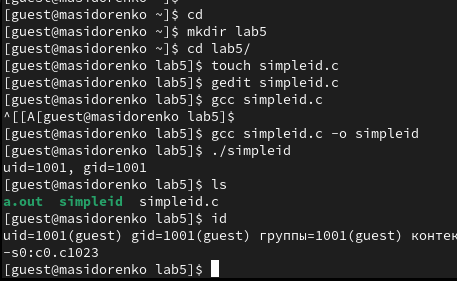 [guest@masidorenko ~]$ cd
[guest@masidorenko ~]$ mkdir lab5
[guest@masidorenko ~]$ cd lab5/
[guest@masidorenko lab5]$ touch simpleid.c
[guest@masidorenko lab5]$ gedit simpleid.c
[guest@masidorenko lab5]$ gcc simpleid.c
^[[A[guest@masidorenko lab5]$
[guest@masidorenko lab5]$ gcc simpleid.c -o simpleid
[guest@masidorenko lab5]$ ./simpleid
uid=1001, gid=1001
[guest@masidorenko lab5]$ ls
a.out simpleid simpleid.c
[guest@masidorenko lab5]$ id
uid=1001(guest) gid=1001(guest) группы=1001(guest) контек
-s0:c0.c1023
[guest@masidorenko lab5]$